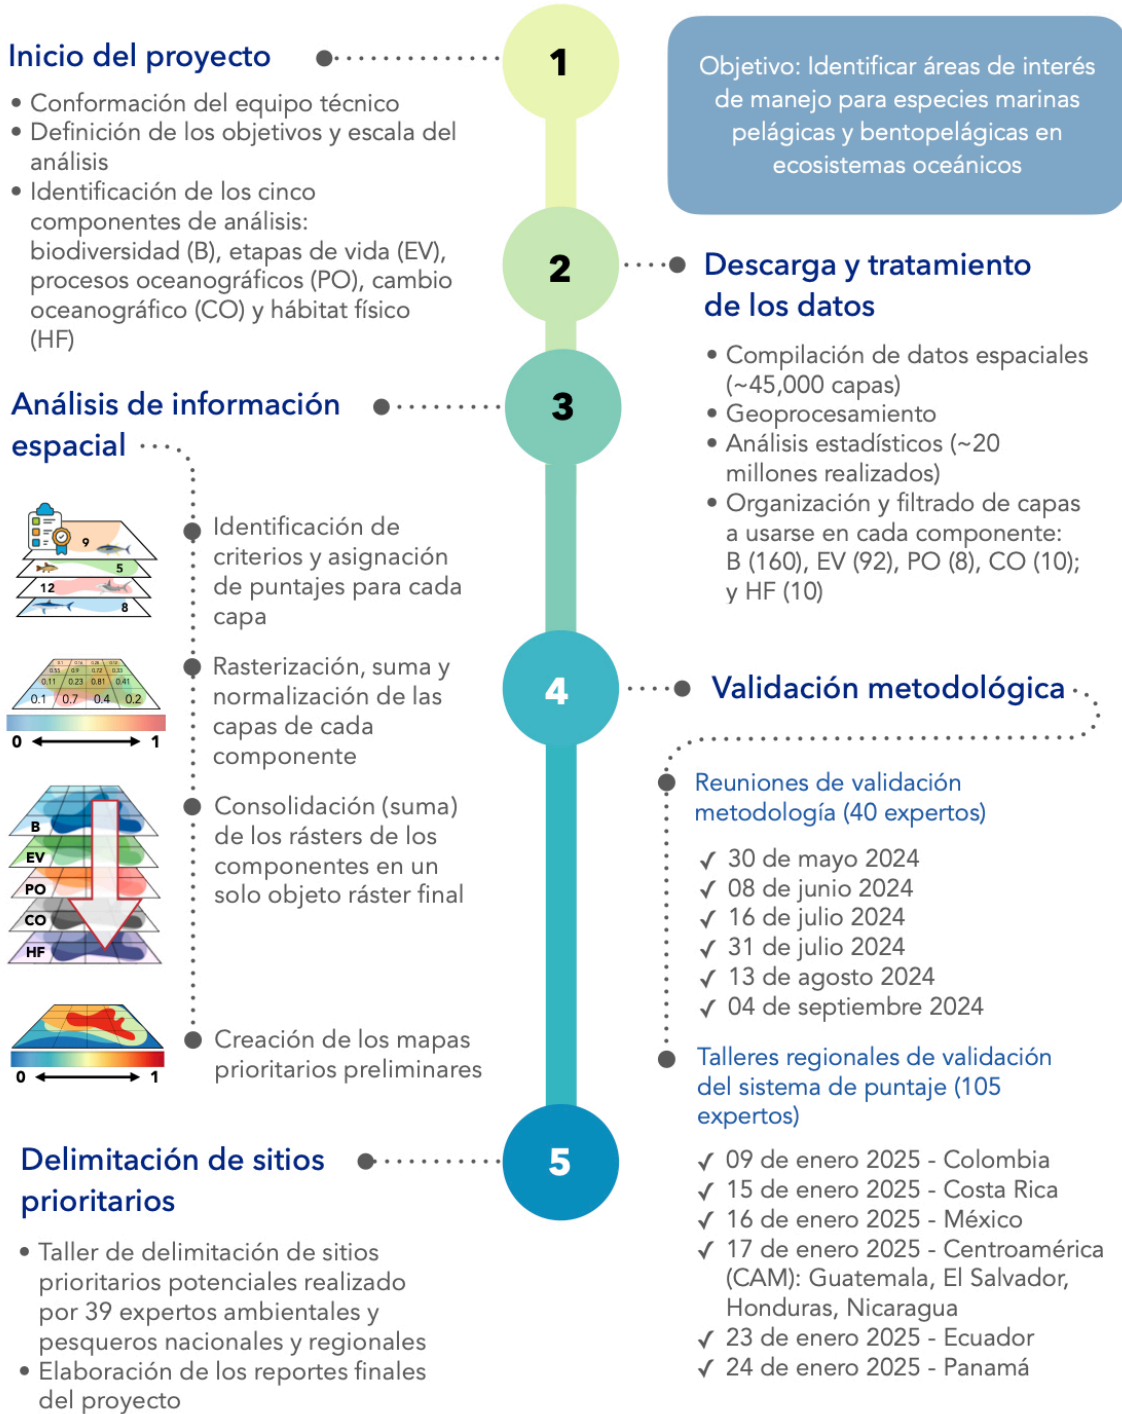 Inicio del proyecto
1
• Conformación del equipo técnico
• Definición de los objetivos y escala del
análisis
• Identificación de los cinco
componentes de análisis:
biodiversidad (B), etapas de vida (EV),
procesos oceanográficos (PO), cambio
oceanográfico (CO) y hábitat físico
(HF)
Objetivo: Identificar áreas de interés
de manejo para especies marinas
pelágicas y bentopelágicas en
ecosistemas oceánicos
2
Descarga y tratamiento
de los datos
• Compilación de datos espaciales
(~45,000 capas)
• Geoprocesamiento
• Análisis estadísticos (~20
millones realizados)
• Organización y filtrado de capas
a usarse en cada componente:
B (160), EV (92), PO (8), CO (10);
y HF (10)
3
Análisis de información
espacial
9
5
12
8
Identificación de
criterios y asignación
de puntajes para cada
capa
0.11 0.23 0.81 0.41
0.1 0.7 0.4 0.2
0 1
Rasterización, suma y
normalización de las
capas de cada
componente
B
EV
PO
CO
HF
Consolidación (suma)
de los rásters de los
componentes en un
solo objeto ráster final
0 1
Creación de los mapas
prioritarios preliminares
4
Validación metodológica
Reuniones de validación
metodología (40 expertos)
✓ 30 de mayo 2024
✓ 08 de junio 2024
✓ 16 de julio 2024
✓ 31 de julio 2024
✓ 13 de agosto 2024
✓ 04 de septiembre 2024
Talleres regionales de validación
del sistema de puntaje (105
expertos)
✓ 09 de enero 2025 - Colombia
✓ 15 de enero 2025 - Costa Rica
✓ 16 de enero 2025 - México
✓ 17 de enero 2025 - Centroamérica
(CAM): Guatemala, El Salvador,
Honduras, Nicaragua
✓ 23 de enero 2025 - Ecuador
✓ 24 de enero 2025 - Panamá
5
Delimitación de sitios
prioritarios
• Taller de delimitación de sitios
prioritarios potenciales realizado
por 39 expertos ambientales y
pesqueros nacionales y regionales
• Elaboración de los reportes finales
del proyecto